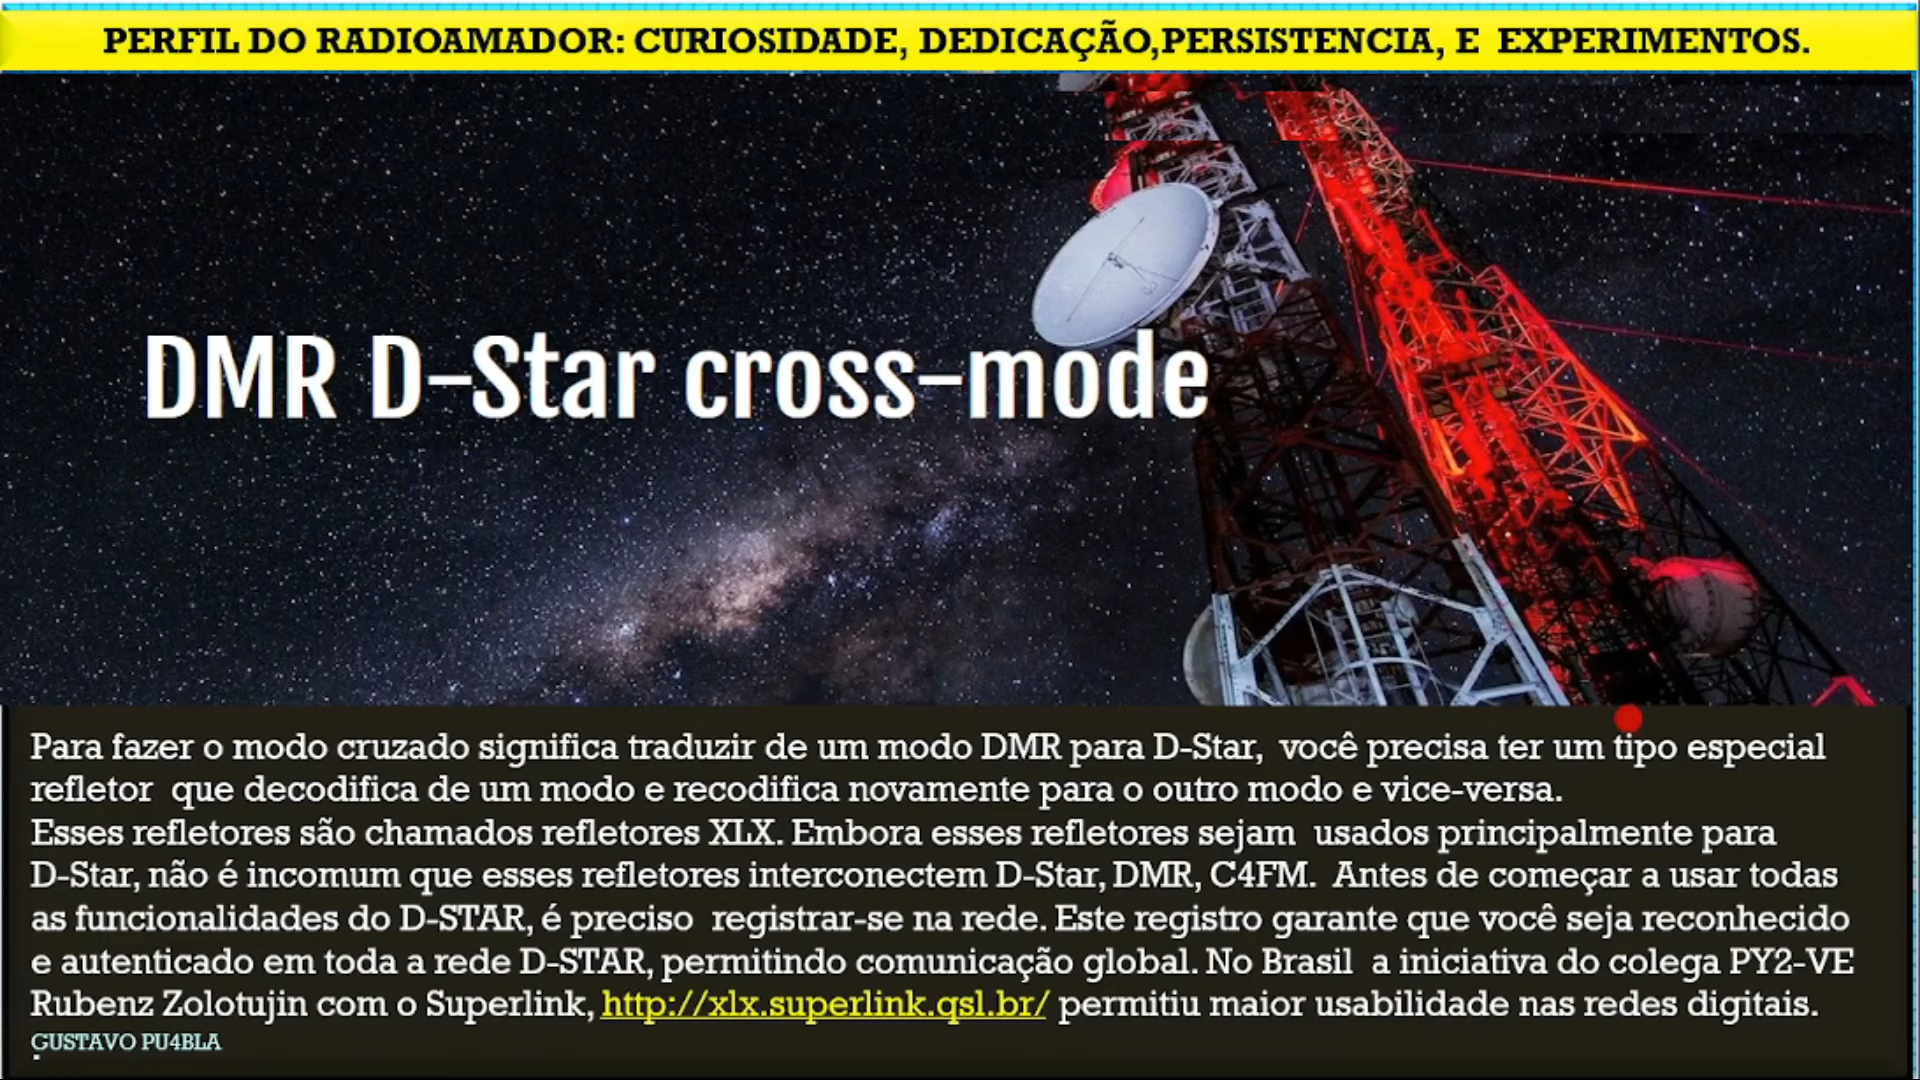 PERFIL DO RADIOAMADOR: CURIOSIDADE, DEDICAÇÃO,PERSISTENCIA, E EXPERIMENTOS.
DMR D-Star cross-mode
Para fazer o modo cruzado significa traduzir de um modo DMR para D-Star, você precisa ter um tipo especial
refletor que decodifica de um modo e recodifica novamente para o outro modo e vice-versa.
Esses refletores são chamados refletores XLX. Embora esses refletores sejam usados principalmente para
D-Star, não é incomum que esses refletores interconectem D-Star, DMR, C4FM. Antes de começar a usar todas
as funcionalidades do D-STAR, é preciso registrar-se na rede. Este registro garante que você seja reconhecido
e autenticado em toda a rede D-STAR, permitindo comunicação global. No Brasil a iniciativa do colega PY2-VE
Rubenz Zolotujin com o Superlink, http://xlx.superlink.qsl.br/ permitiu maior usabilidade nas redes digitais.
GUSTAVO PU4BLA
.